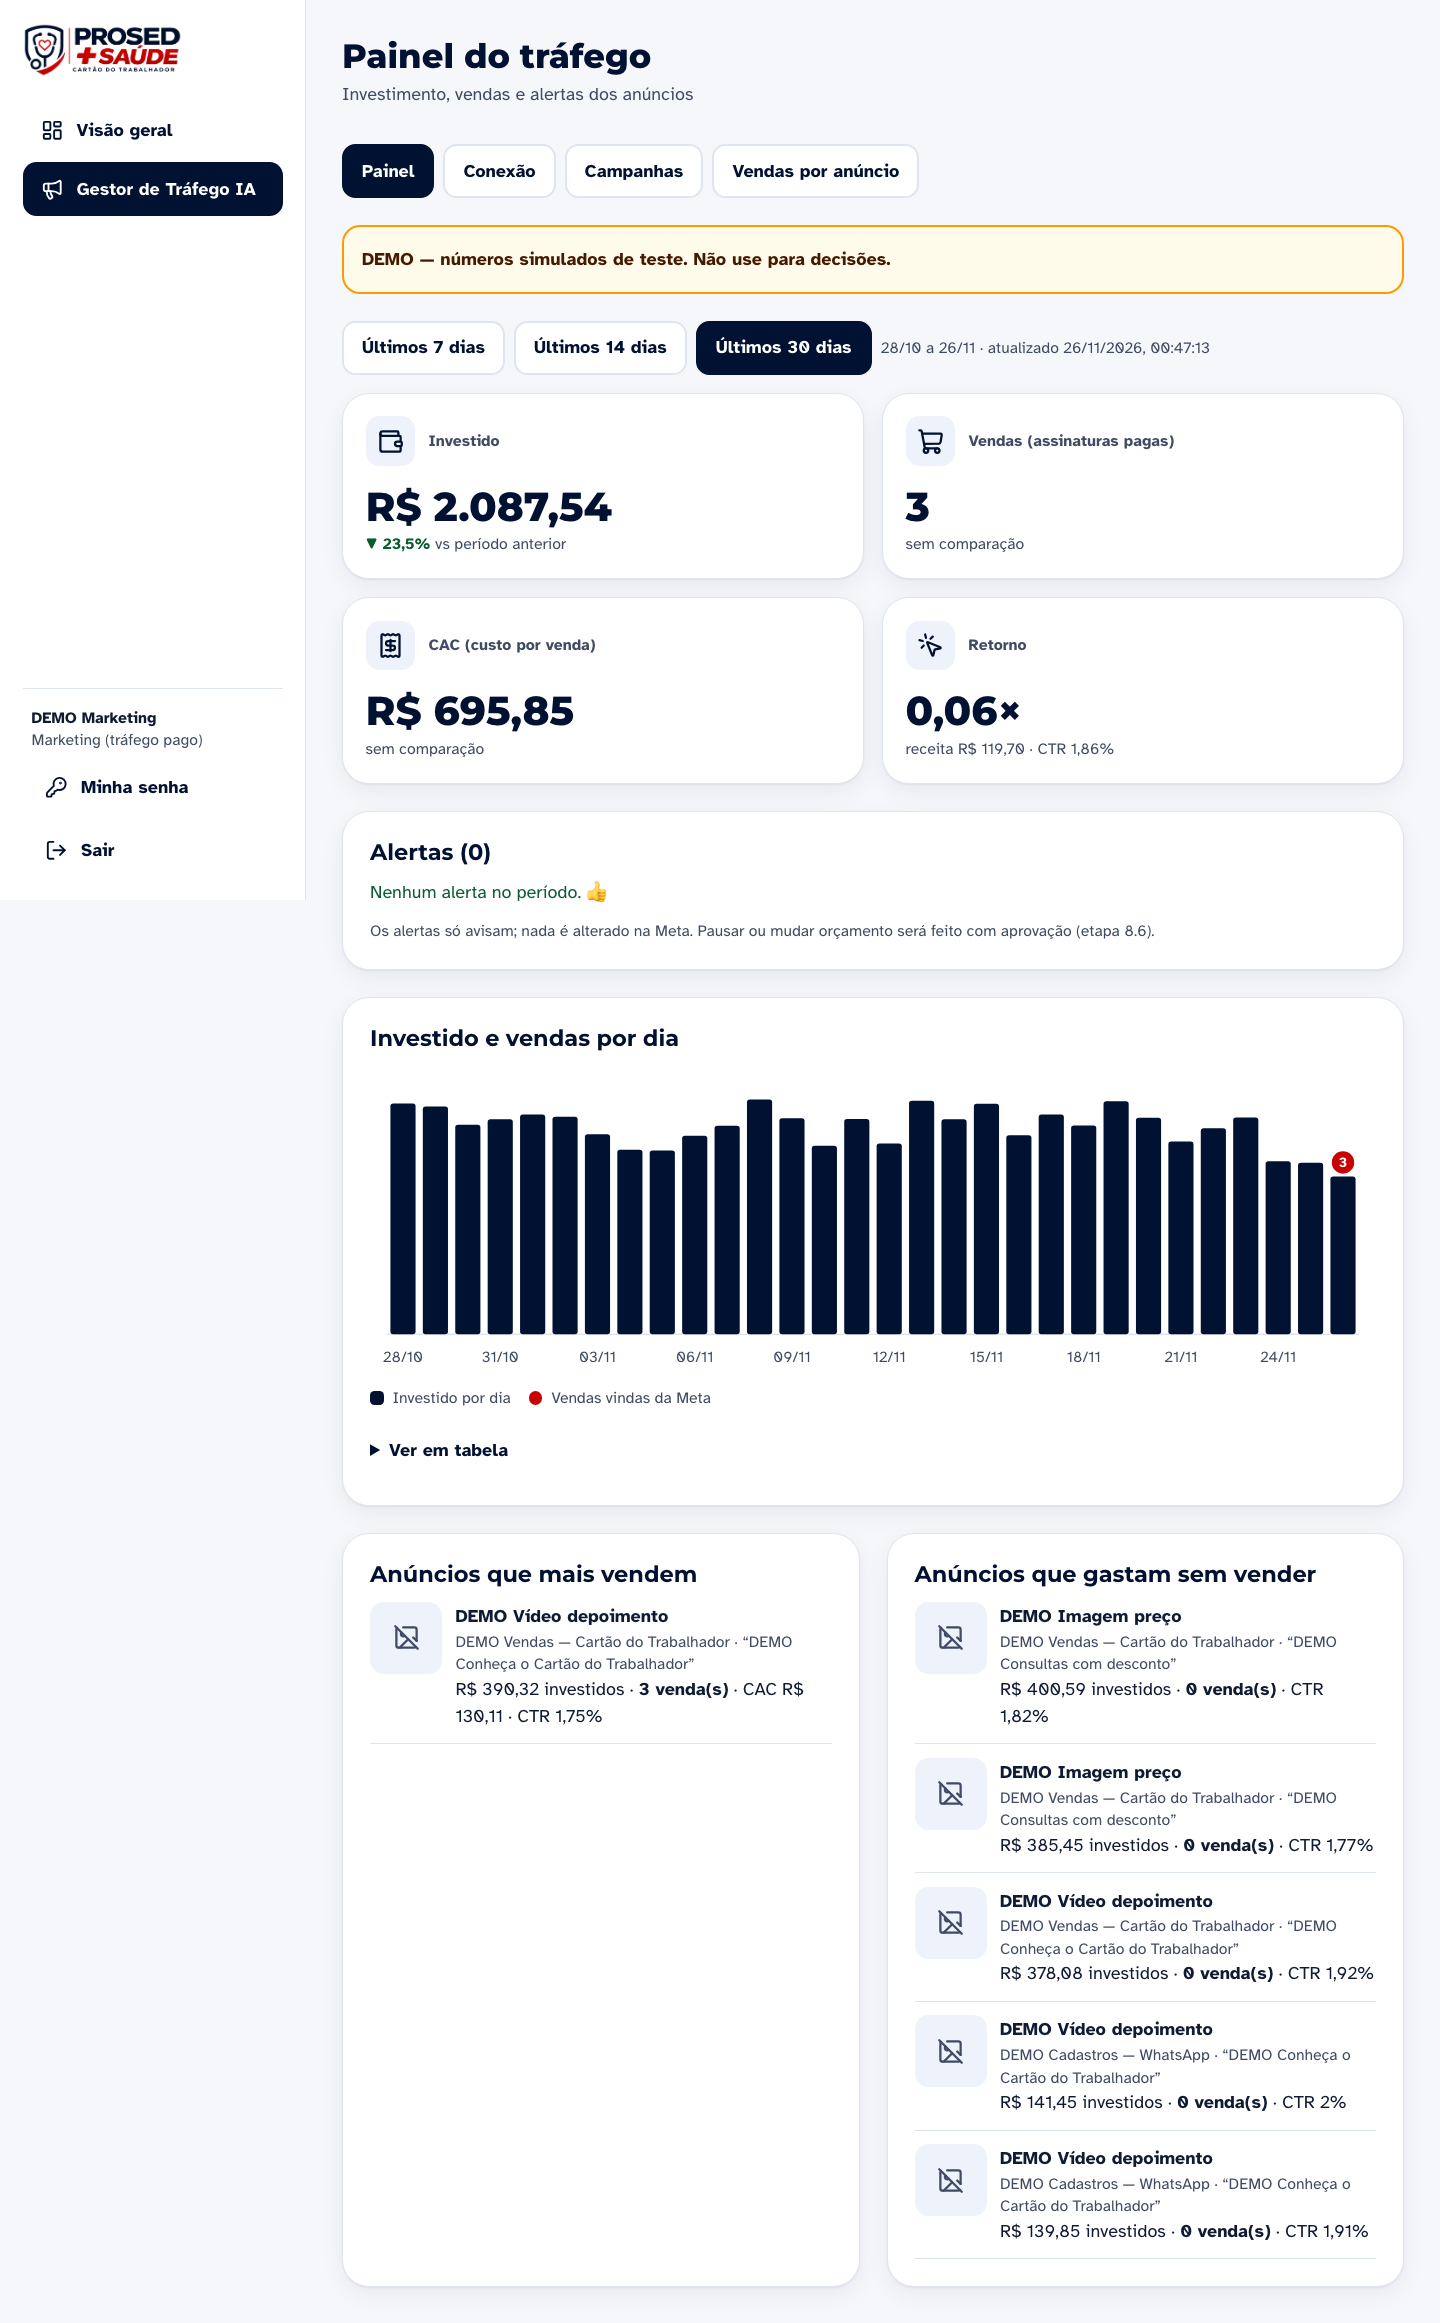 PROSED
+SAÚDE
CARTÃO DO TRABALHADOR
Visão geral
Gestor de Tráfego IA
DEMO Marketing
Marketing (tráfego pago)
Minha senha
Sair
Painel do tráfego
Investimento, vendas e alertas dos anúncios
Painel
Conexão
Campanhas
Vendas por anúncio
DEMO — números simulados de teste. Não use para decisões.
Últimos 7 dias
Últimos 14 dias
Últimos 30 dias
28/10 a 26/11 · atualizado 26/11/2026, 00:47:13
Investido
R$ 2.087,54
▼ 23,5% vs período anterior
Vendas (assinaturas pagas)
3
sem comparação
CAC (custo por venda)
R$ 695,85
sem comparação
Retorno
0,06×
receita R$ 119,70 · CTR 1,86%
Alertas (0)
Nenhum alerta no período. 👍
Os alertas só avisam; nada é alterado na Meta. Pausar ou mudar orçamento será feito com aprovação (etapa 8.6).
Investido e vendas por dia
3
28/10 31/10 03/11 06/11 09/11 12/11 15/11 18/11 21/11 24/11
Investido por dia
Vendas vindas da Meta
▶ Ver em tabela
Anúncios que mais vendem
DEMO Vídeo depoimento
DEMO Vendas — Cartão do Trabalhador · “DEMO
Conheça o Cartão do Trabalhador”
R$ 390,32 investidos · 3 venda(s) · CAC R$
130,11 · CTR 1,75%
Anúncios que gastam sem vender
DEMO Imagem preço
DEMO Vendas — Cartão do Trabalhador · “DEMO
Consultas com desconto”
R$ 400,59 investidos · 0 venda(s) · CTR
1,82%
DEMO Imagem preço
DEMO Vendas — Cartão do Trabalhador · “DEMO
Consultas com desconto”
R$ 385,45 investidos · 0 venda(s) · CTR 1,77%
DEMO Vídeo depoimento
DEMO Vendas — Cartão do Trabalhador · “DEMO
Conheça o Cartão do Trabalhador”
R$ 378,08 investidos · 0 venda(s) · CTR 1,92%
DEMO Vídeo depoimento
DEMO Cadastros — WhatsApp · “DEMO Conheça o
Cartão do Trabalhador”
R$ 141,45 investidos · 0 venda(s) · CTR 2%
DEMO Vídeo depoimento
DEMO Cadastros — WhatsApp · “DEMO Conheça o
Cartão do Trabalhador”
R$ 139,85 investidos · 0 venda(s) · CTR 1,91%